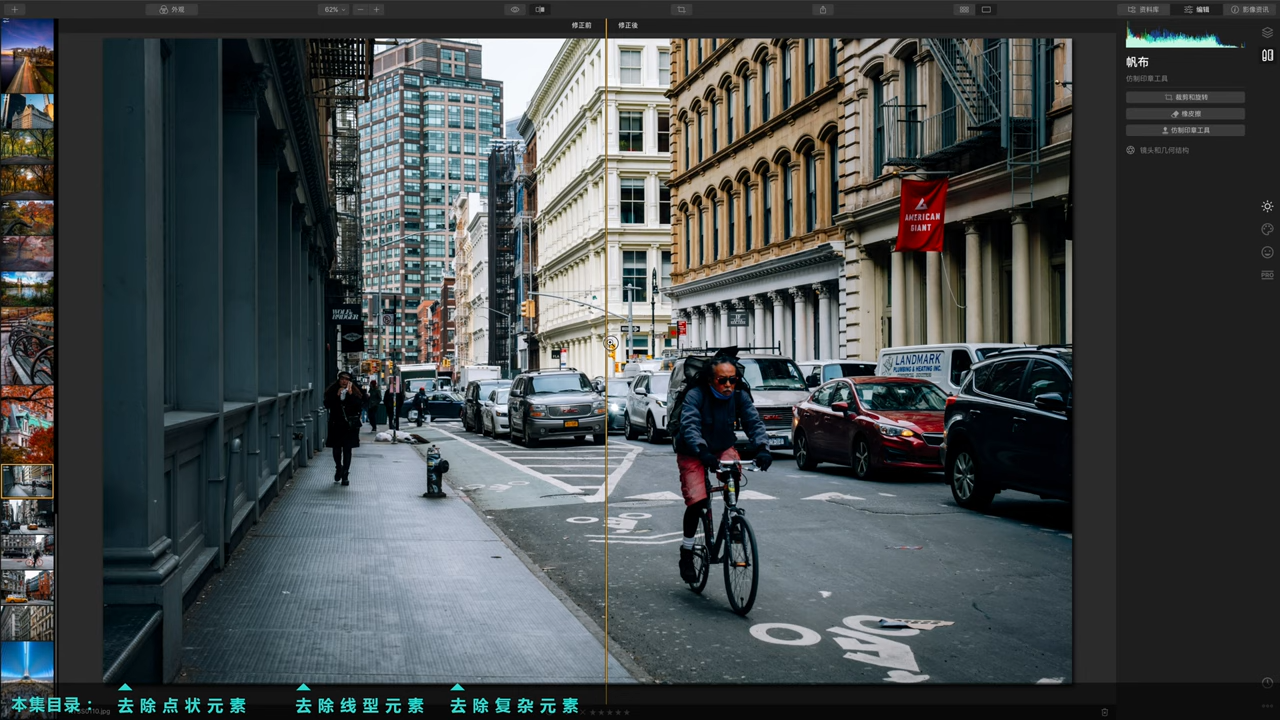 外观
62%
修正前
修正後
资料库
编辑
影像资讯
帆布
仿制印章工具
裁剪和旋转
橡皮擦
仿制印章工具
镜头和几何结构
PRO
AMERICAN
GIANT
LANDMARK
PLUMBING & HEATING INC.
本集目录：
去除点状元素
去除线型元素
去除复杂元素